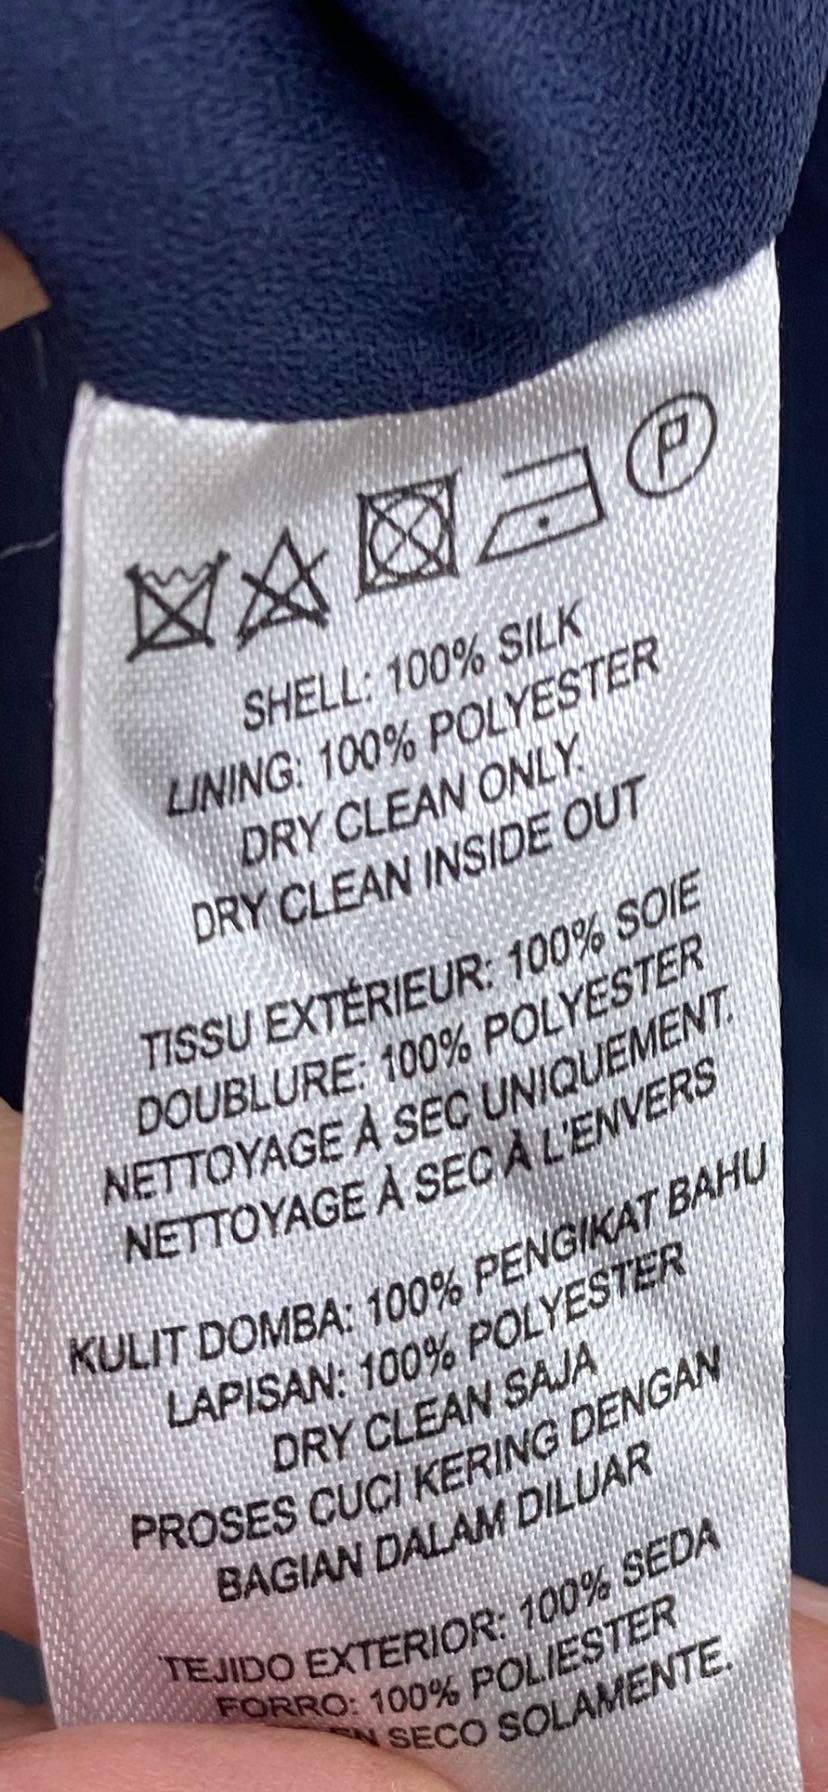 P
SHELL: 100% SILK
LINING: 100% POLYESTER
DRY CLEAN ONLY.
DRY CLEAN INSIDE OUT
TISSU EXTÉRIEUR: 100% SOIE
DOUBLURE: 100% POLYESTER
NETTOYAGE À SEC UNIQUEMENT.
NETTOYAGE À SEC À L'ENVERS
KULIT DOMBA: 100% PENGIKAT BAHU
LAPISAN: 100% POLYESTER
DRY CLEAN SAJA
PROSES CUCI KERING DENGAN
BAGIAN DALAM DILUAR
TEJIDO EXTERIOR: 100% SEDA
FORRO: 100% POLIESTER
EN SECO SOLAMENTE.